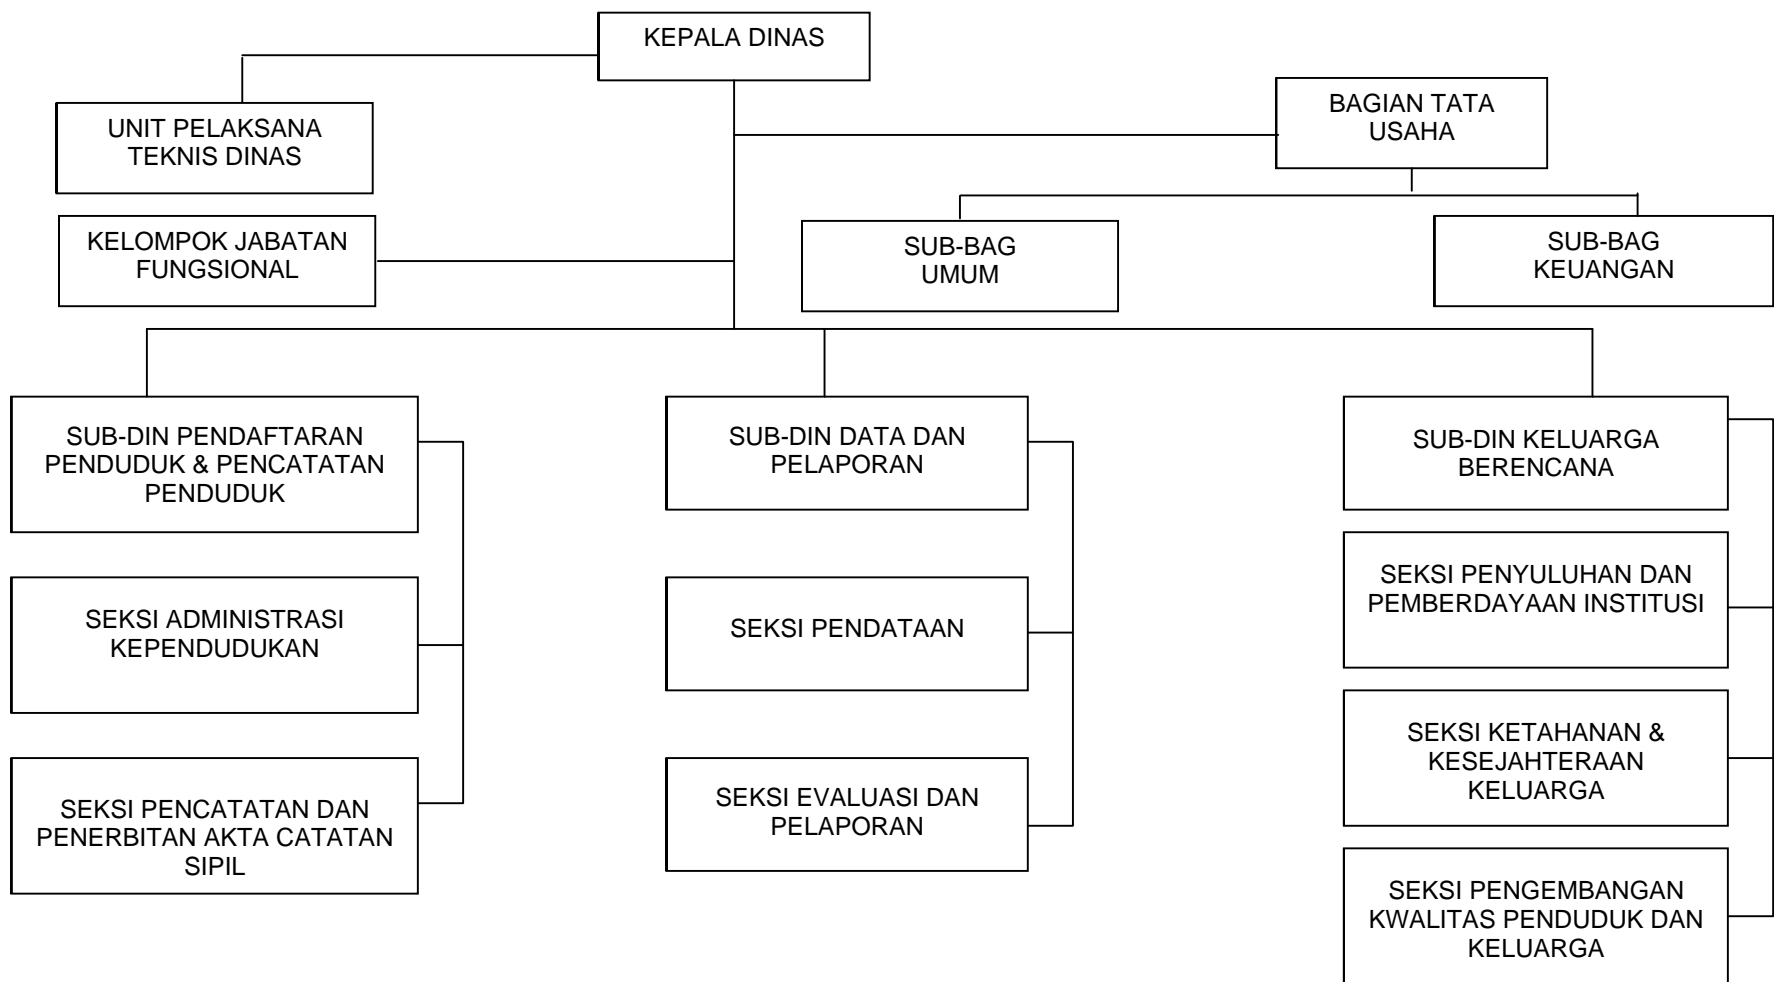 KEPALA DINAS
BAGIAN TATA
USAHA
UNIT PELAKSANA
TEKNIS DINAS
KELOMPOK JABATAN
FUNGSIONAL
SUB-BAG
UMUM
SUB-BAG
KEUANGAN
SUB-DIN PENDAFTARAN
PENDUDUK & PENCATATAN
PENDUDUK
SUB-DIN DATA DAN
PELAPORAN
SUB-DIN KELUARGA
BERENCANA
SEKSI ADMINISTRASI
KEPENDUDUKAN
SEKSI PENDATAAN
SEKSI PENYULUHAN DAN
PEMBERDAYAAN INSTITUSI
SEKSI PENCATATAN DAN
PENERBITAN AKTA CATATAN
SIPIL
SEKSI EVALUASI DAN
PELAPORAN
SEKSI KETAHANAN &
KESEJAHTERAAN
KELUARGA
SEKSI PENGEMBANGAN
KWALITAS PENDUDUK DAN
KELUARGA